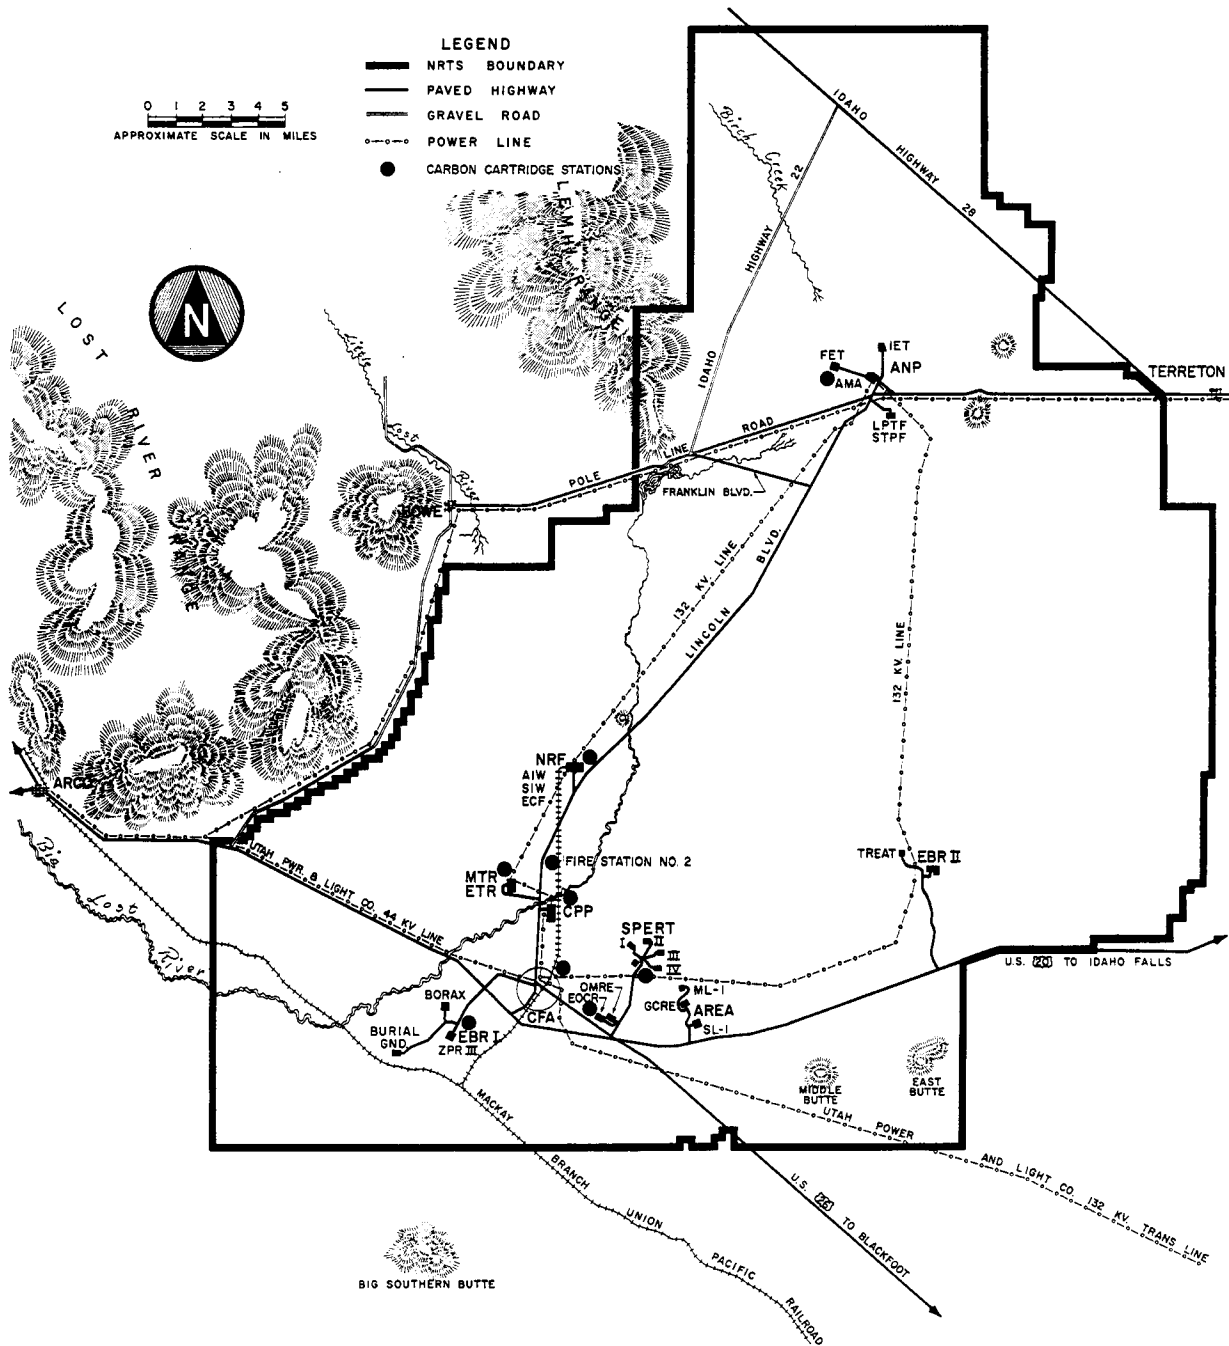 LEGEND
NRTS BOUNDARY
PAVED HIGHWAY
GRAVEL ROAD
POWER LINE
CARBON CARTRIDGE STATIONS
0 1 2 3 4 5
APPROXIMATE SCALE IN MILES
N
LOST RIVER RANGE
LEMHI RANGE
Birch Creek
IDAHO HIGHWAY 28
IDAHO HIGHWAY 22
Little Lost River
HOWE
POLE LINE ROAD
FRANKLIN BLVD.
FET
IET
ANP
AMA
LPTF
STPF
TERRETON
132 KV. LINE
LINCOLN BLVD.
132 KV LINE
ARCO
Big Lost River
UTAH PWR. & LIGHT CO. 44 KV LINE
NRF
AIW
SIW
ECF
FIRE STATION NO. 2
MTR
ETR
CPP
TREAT
EBR II
SPERT
I
II
III
IV
OMRE
EOCR
ML-1
GCRE
AREA
SL-1
CFA
BORAX
BURIAL
GND
EBR I
ZPR III
U.S. 20 TO IDAHO FALLS
MIDDLE
BUTTE
EAST
BUTTE
UTAH POWER AND LIGHT CO. 132 KV. TRANS LINE
MACKAY BRANCH UNION PACIFIC RAILROAD
U.S. 26 TO BLACKFOOT
BIG SOUTHERN BUTTE